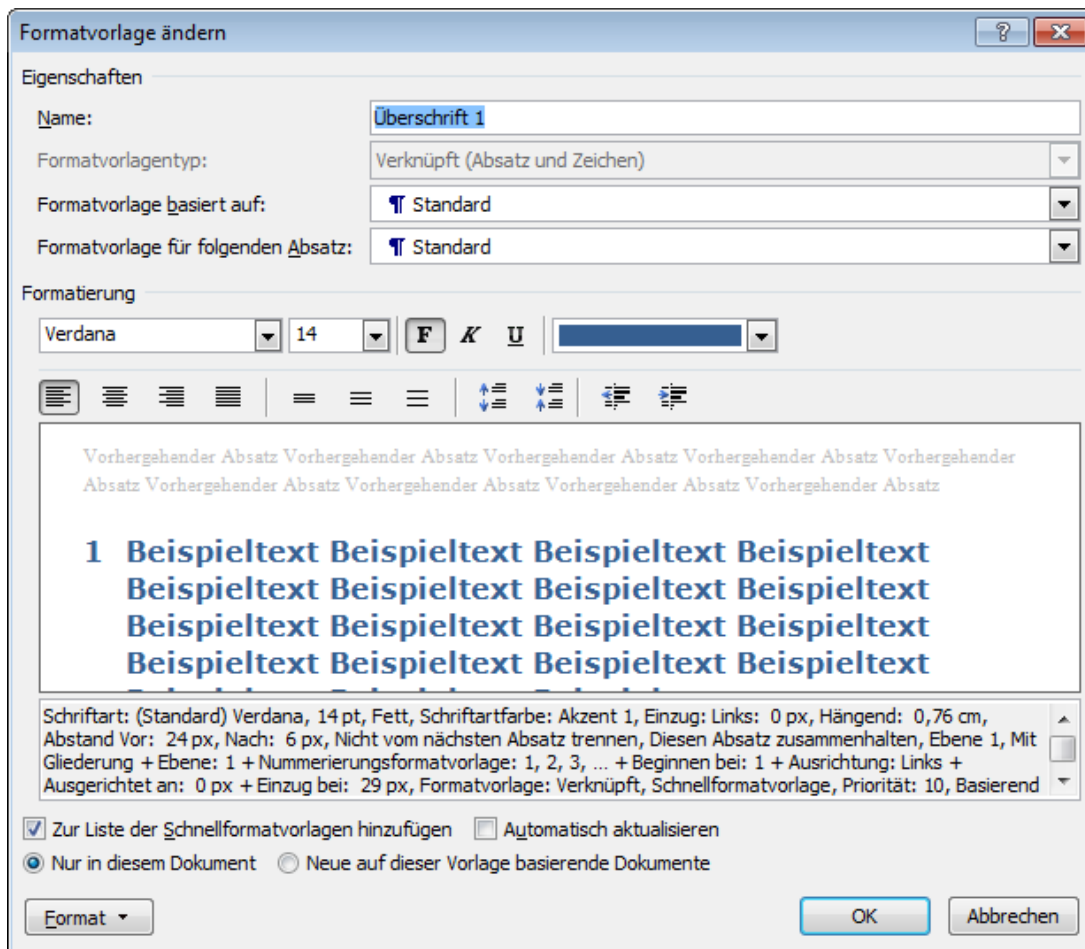 Formatvorlage ändern
Eigenschaften
Name: Überschrift 1
Formatvorlagentyp: Verknüpft (Absatz und Zeichen)
Formatvorlage basiert auf: ¶ Standard
Formatvorlage für folgenden Absatz: ¶ Standard
Formatierung
Verdana 14 F K U
Vorhergehender Absatz Vorhergehender Absatz Vorhergehender Absatz Vorhergehender Absatz Vorhergehender
Absatz Vorhergehender Absatz Vorhergehender Absatz Vorhergehender Absatz Vorhergehender Absatz
1 Beispieltext Beispieltext Beispieltext Beispieltext
Beispieltext Beispieltext Beispieltext Beispieltext
Beispieltext Beispieltext Beispieltext Beispieltext
Beispieltext Beispieltext Beispieltext Beispieltext
Schriftart: (Standard) Verdana, 14 pt, Fett, Schriftartfarbe: Akzent 1, Einzug: Links: 0 px, Hängend: 0,76 cm,
Abstand Vor: 24 px, Nach: 6 px, Nicht vom nächsten Absatz trennen, Diesen Absatz zusammenhalten, Ebene 1, Mit
Gliederung + Ebene: 1 + Nummerierungsformatvorlage: 1, 2, 3, … + Beginnen bei: 1 + Ausrichtung: Links +
Ausgerichtet an: 0 px + Einzug bei: 29 px, Formatvorlage: Verknüpft, Schnellformatvorlage, Priorität: 10, Basierend
Zur Liste der Schnellformatvorlagen hinzufügen Automatisch aktualisieren
Nur in diesem Dokument Neue auf dieser Vorlage basierende Dokumente
Format OK Abbrechen